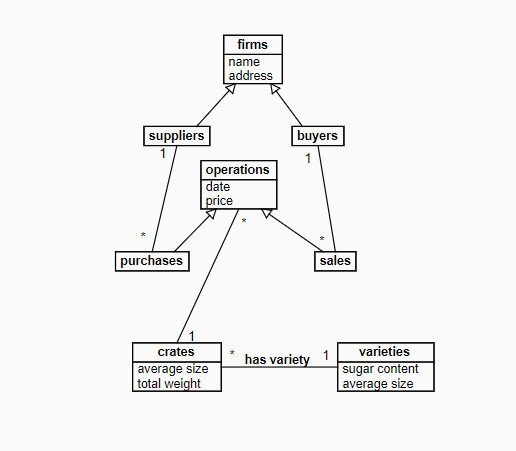 firms
name
address
suppliers
buyers
1
1
operations
date
price
*
*
*
purchases
sales
1
crates
average size
total weight
*
has variety
1
varieties
sugar content
average size